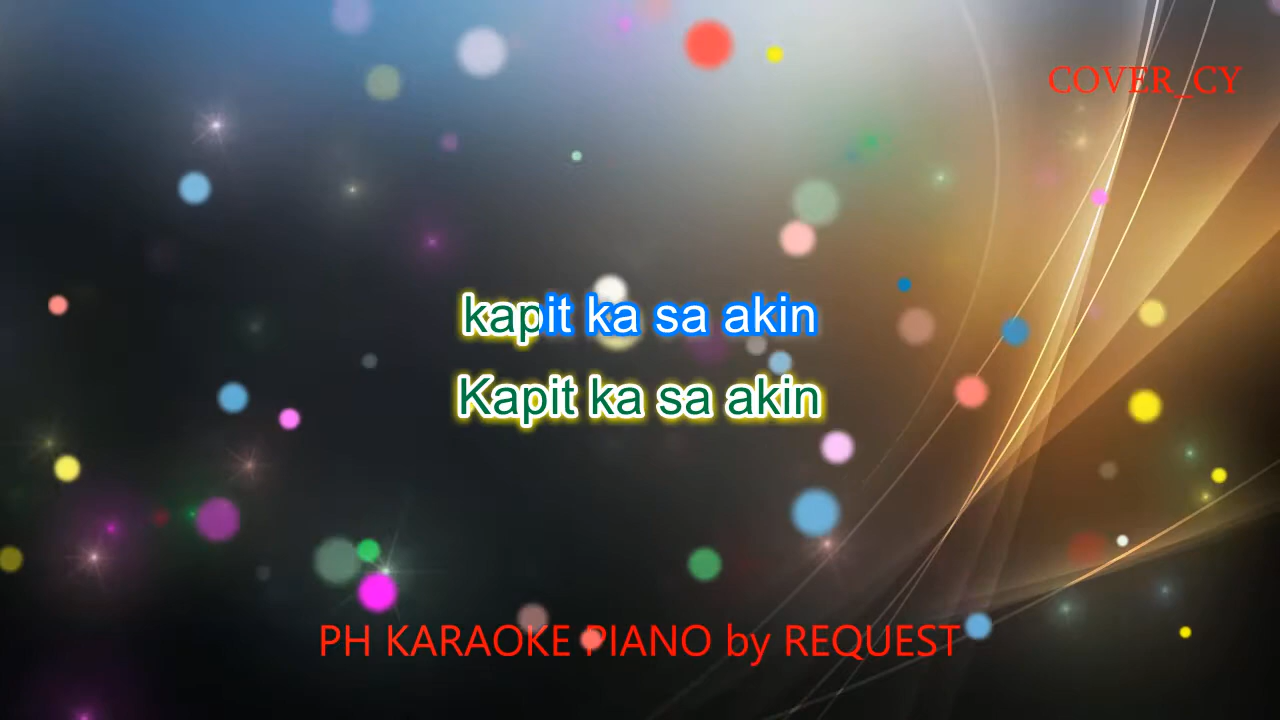 COVER_CY
kapit ka sa akin
Kapit ka sa akin
PH KARAOKE PIANO by REQUEST